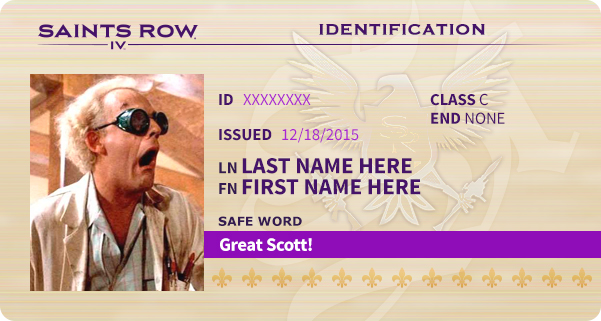 SAINTS ROW
IV
IDENTIFICATION
ID XXXXXXXX
CLASS C
END NONE
ISSUED 12/18/2015
LN LAST NAME HERE
FN FIRST NAME HERE
SAFE WORD
Great Scott!